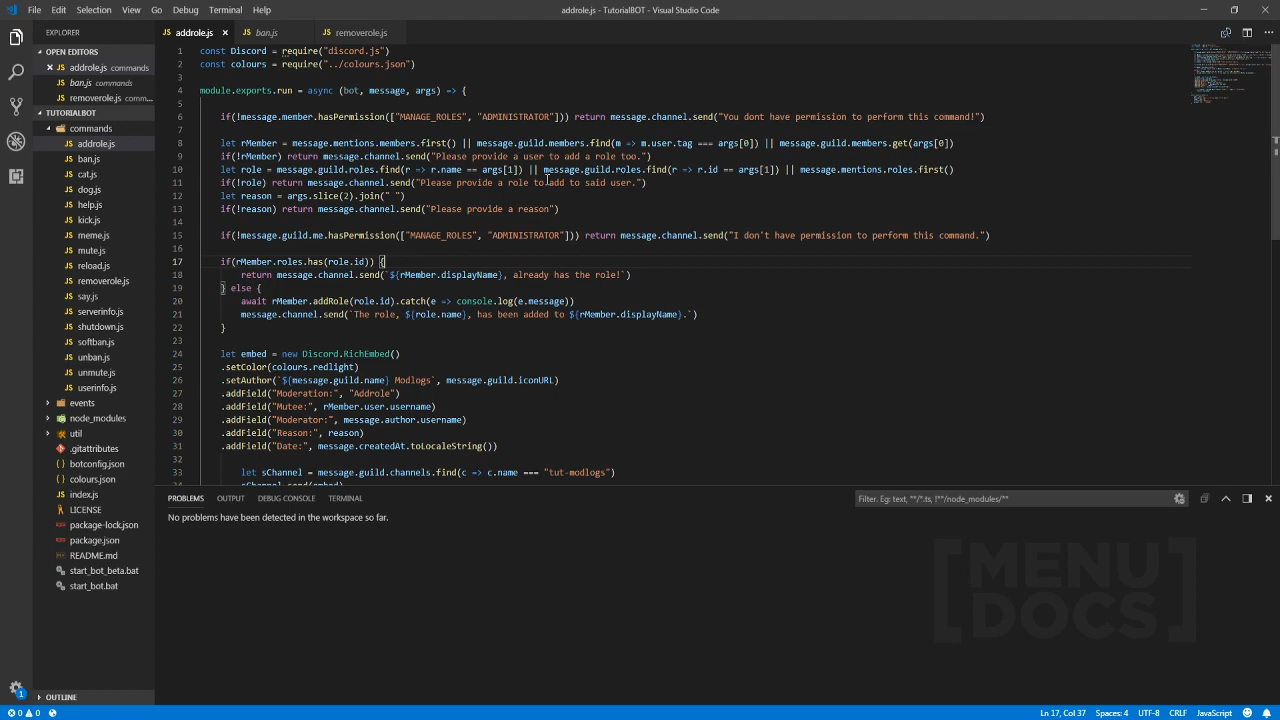 File Edit Selection View Go Debug Terminal Help
addrole.js - TutorialBOT - Visual Studio Code
EXPLORER
OPEN EDITORS
addrole.js commands
ban.js commands
removerole.js comm...
TUTORIALBOT
commands
addrole.js
ban.js
cat.js
dog.js
help.js
kick.js
meme.js
mute.js
reload.js
removerole.js
say.js
serverinfo.js
shutdown.js
softban.js
unban.js
unmute.js
userinfo.js
events
node_modules
util
.gitattributes
botconfig.json
colours.json
index.js
LICENSE
package-lock.json
package.json
README.md
start_bot_beta.bat
start_bot.bat
OUTLINE
addrole.js ban.js removerole.js
1 const Discord = require("discord.js")
2 const colours = require("../colours.json")
3
4 module.exports.run = async (bot, message, args) => {
5
6 if(!message.member.hasPermission(["MANAGE_ROLES", "ADMINISTRATOR"])) return message.channel.send("You dont have permission to perform this command!")
7
8 let rMember = message.mentions.members.first() || message.guild.members.find(m => m.user.tag === args[0]) || message.guild.members.get(args[0])
9 if(!rMember) return message.channel.send("Please provide a user to add a role too.")
10 let role = message.guild.roles.find(r => r.name == args[1]) || message.guild.roles.find(r => r.id == args[1]) || message.mentions.roles.first()
11 if(!role) return message.channel.send("Please provide a role to add to said user.")
12 let reason = args.slice(2).join(" ")
13 if(!reason) return message.channel.send("Please provide a reason")
14
15 if(!message.guild.me.hasPermission(["MANAGE_ROLES", "ADMINISTRATOR"])) return message.channel.send("I don't have permission to perform this command.")
16
17 if(rMember.roles.has(role.id)) {
18 return message.channel.send(`${rMember.displayName}, already has the role!`)
19 } else {
20 await rMember.addRole(role.id).catch(e => console.log(e.message))
21 message.channel.send(`The role, ${role.name}, has been added to ${rMember.displayName}.`)
22 }
23
24 let embed = new Discord.RichEmbed()
25 .setColor(colours.redlight)
26 .setAuthor(`${message.guild.name} Modlogs`, message.guild.iconURL)
27 .addField("Moderation:", "Addrole")
28 .addField("Mutee:", rMember.user.username)
29 .addField("Moderator:", message.author.username)
30 .addField("Reason:", reason)
31 .addField("Date:", message.createdAt.toLocaleString())
32
33 let sChannel = message.guild.channels.find(c => c.name === "tut-modlogs")
34 sChannel.send(embed)
PROBLEMS OUTPUT DEBUG CONSOLE TERMINAL
Filter. Eg: text, **/*.ts, !**/node_modules/**
No problems have been detected in the workspace so far.
[MENU
DOCS]
1
0 0
Ln 17, Col 37 Spaces: 4 UTF-8 CRLF JavaScript